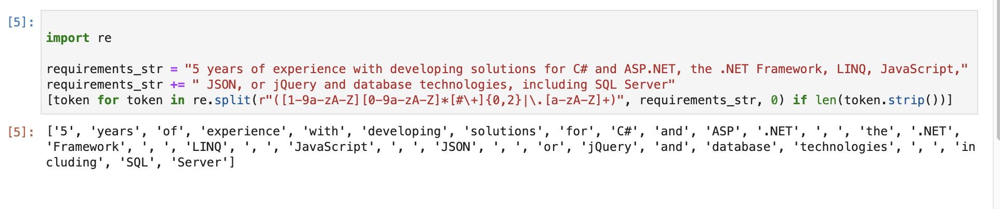 [5]:
import re
requirements_str = "5 years of experience with developing solutions for C# and ASP.NET, the .NET Framework, LINQ, JavaScript,"
requirements_str += " JSON, or jQuery and database technologies, including SQL Server"
[token for token in re.split(r"([1-9a-zA-Z][0-9a-zA-Z]*[#\+]{0,2}|\.[a-zA-Z]+)", requirements_str, 0) if len(token.strip())]
[5]: ['5', 'years', 'of', 'experience', 'with', 'developing', 'solutions', 'for', 'C#', 'and', 'ASP', '.NET', ', ', 'the', '.NET',
'Framework', ', ', 'LINQ', ', ', 'JavaScript', ', ', 'JSON', ', ', 'or', 'jQuery', 'and', 'database', 'technologies', ', ', 'in
cluding', 'SQL', 'Server']